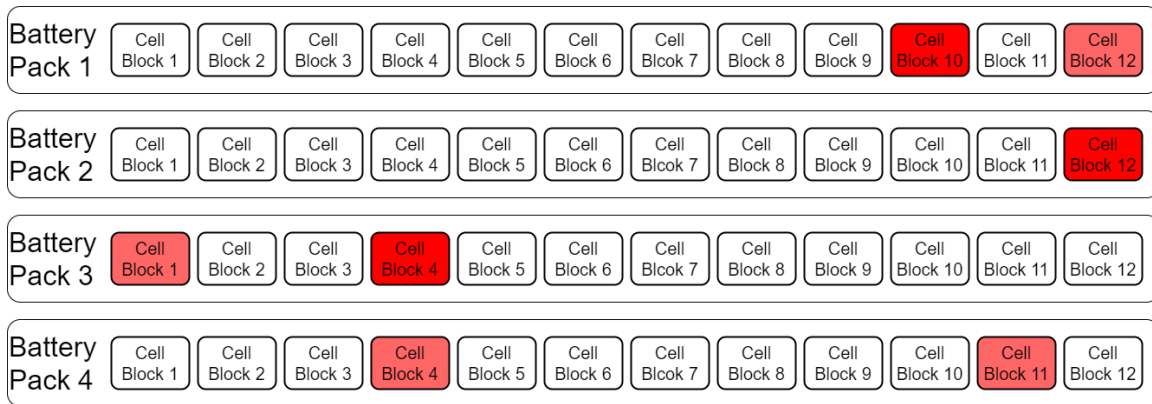 Battery
Pack 1
Cell
Block 1
Cell
Block 2
Cell
Block 3
Cell
Block 4
Cell
Block 5
Cell
Block 6
Cell
Blcok 7
Cell
Block 8
Cell
Block 9
Cell
Block 10
Cell
Block 11
Cell
Block 12
Battery
Pack 2
Cell
Block 1
Cell
Block 2
Cell
Block 3
Cell
Block 4
Cell
Block 5
Cell
Block 6
Cell
Blcok 7
Cell
Block 8
Cell
Block 9
Cell
Block 10
Cell
Block 11
Cell
Block 12
Battery
Pack 3
Cell
Block 1
Cell
Block 2
Cell
Block 3
Cell
Block 4
Cell
Block 5
Cell
Block 6
Cell
Blcok 7
Cell
Block 8
Cell
Block 9
Cell
Block 10
Cell
Block 11
Cell
Block 12
Battery
Pack 4
Cell
Block 1
Cell
Block 2
Cell
Block 3
Cell
Block 4
Cell
Block 5
Cell
Block 6
Cell
Blcok 7
Cell
Block 8
Cell
Block 9
Cell
Block 10
Cell
Block 11
Cell
Block 12